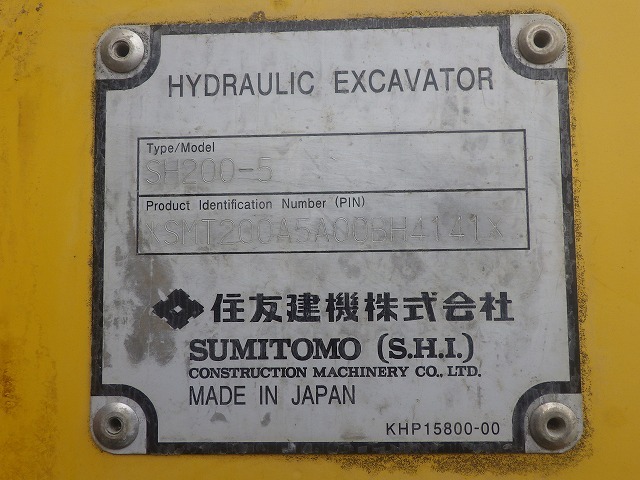 HYDRAULIC EXCAVATOR
Type/Model
SH200-5
Product Identification Number (PIN)
*SMT200A5A00BH4141*
住友建機株式会社
SUMITOMO (S.H.I.)
CONSTRUCTION MACHINERY CO., LTD.
MADE IN JAPAN
KHP15800-00